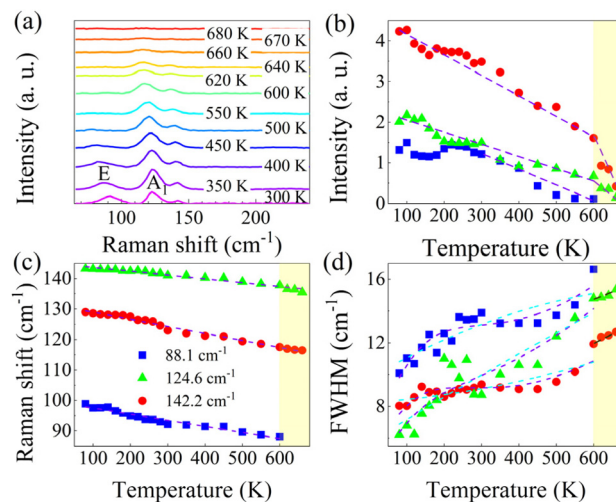 (a)
680 K
670 K
660 K
640 K
620 K
600 K
550 K
500 K
450 K
400 K
350 K
300 K
E
A1
Intensity (a. u.)
100
200
Raman shift (cm-1)
(b)
4
3
2
1
0
Intensity (a. u.)
100 200 300 400 500 600
Temperature (K)
(c)
140
130
120
110
100
90
Raman shift (cm-1)
88.1 cm-1
124.6 cm-1
142.2 cm-1
100 200 300 400 500 600
Temperature (K)
(d)
16
12
8
FWHM (cm-1)
100 200 300 400 500 600
Temperature (K)